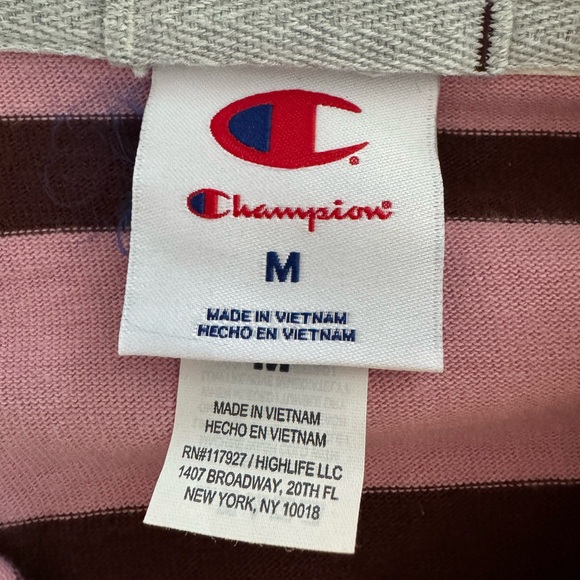 Champion
M
MADE IN VIETNAM
HECHO EN VIETNAM
M
MADE IN VIETNAM
HECHO EN VIETNAM
RN#117927 / HIGHLIFE LLC
1407 BROADWAY, 20TH FL
NEW YORK, NY 10018